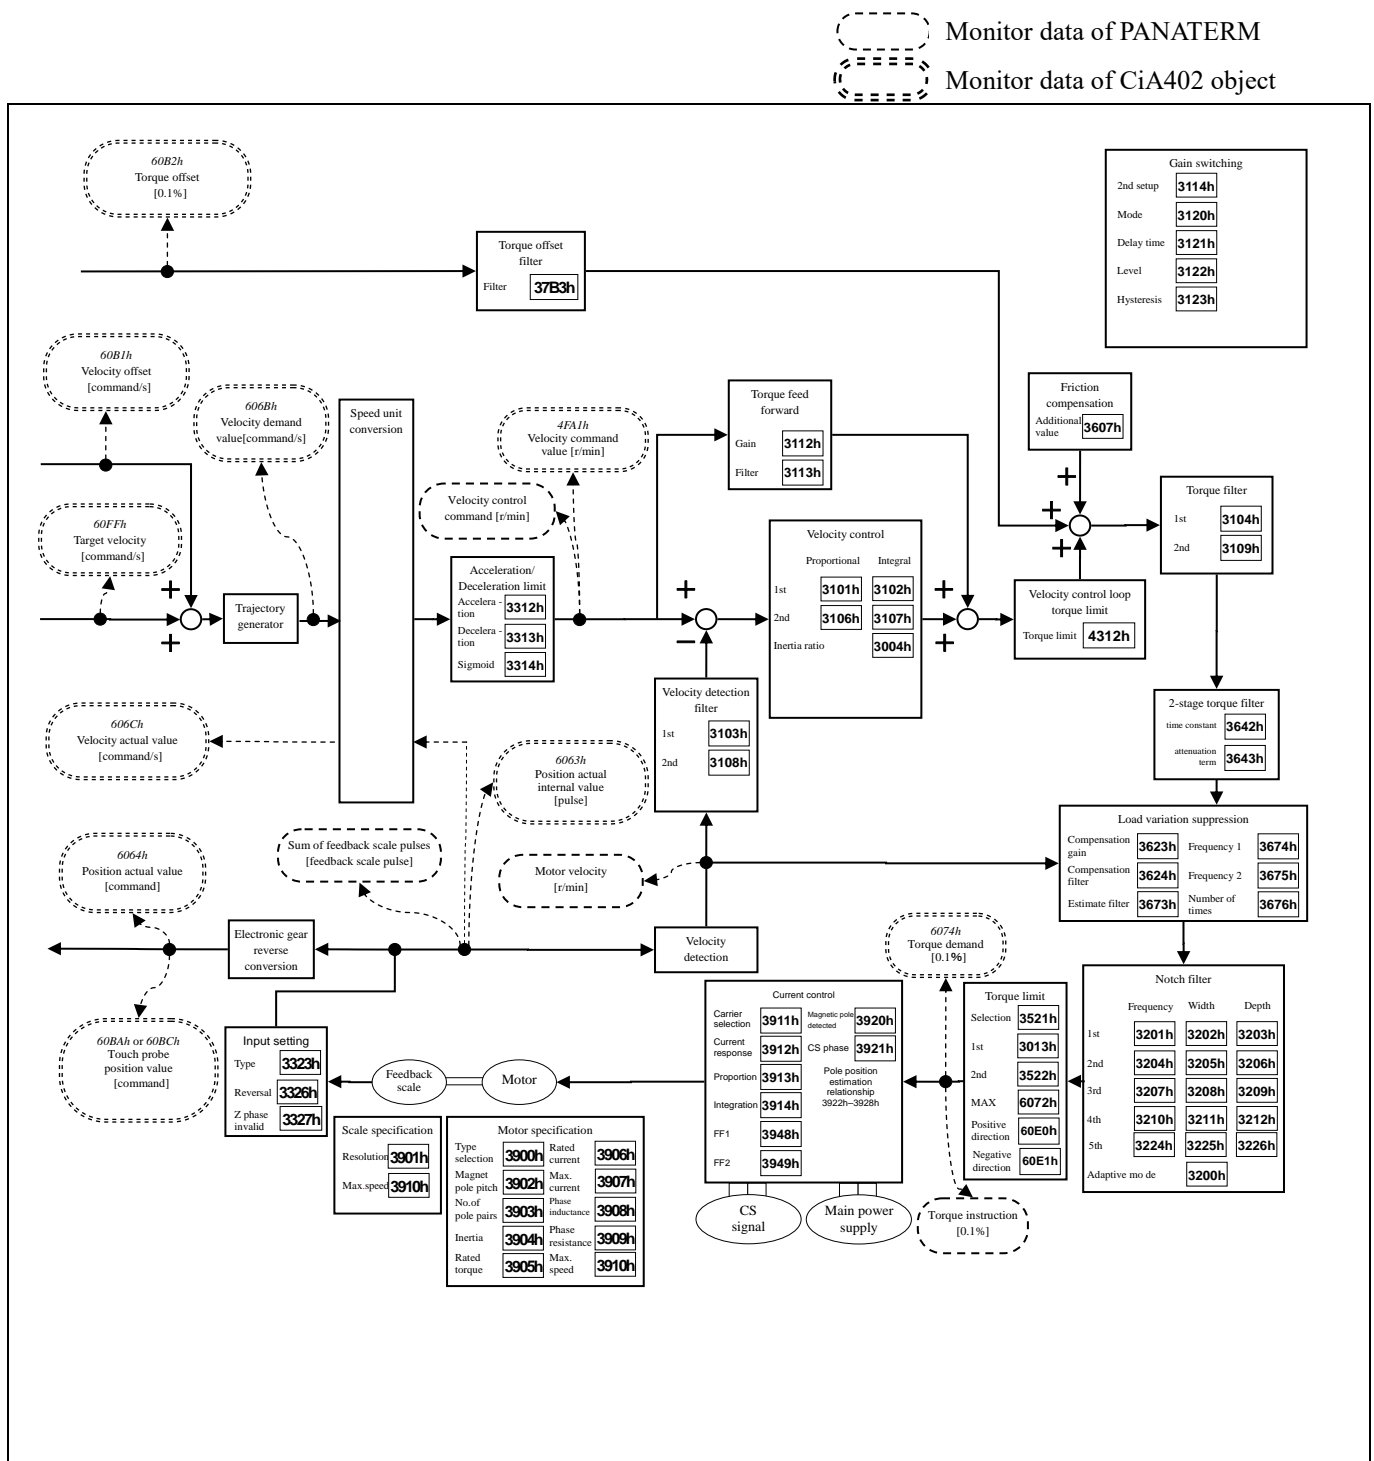 Monitor data of PANATERM
Monitor data of CiA402 object
60B2h
Torque offset
[0.1%]
Gain switching
2nd setup 3114h
Mode 3120h
Delay time 3121h
Level 3122h
Hysteresis 3123h
Torque offset
filter
Filter 37B3h
60B1h
Velocity offset
[command/s]
606Bh
Velocity demand
value[command/s]
Speed unit
conversion
4FA1h
Velocity command
value [r/min]
Torque feed
forward
Gain 3112h
Filter 3113h
Friction
compensation
Additional
value 3607h
+
60FFh
Target velocity
[command/s]
Velocity control
command [r/min]
Torque filter
1st 3104h
2nd 3109h
+
+
Velocity control
Proportional Integral
1st 3101h 3102h
2nd 3106h 3107h
Inertia ratio 3004h
Acceleration/
Deceleration limit
Accelera -
tion 3312h
Decelera -
tion 3313h
Sigmoid 3314h
+
+
Trajectory
generator
+
−
+
+
Velocity control loop
torque limit
Torque limit 4312h
Velocity detection
filter
1st 3103h
2nd 3108h
2-stage torque filter
time constant 3642h
attenuation
term 3643h
606Ch
Velocity actual value
[command/s]
6063h
Position actual
internal value
[pulse]
Load variation suppression
Compensation
gain 3623h Frequency 1 3674h
Compensation
filter 3624h Frequency 2 3675h
Estimate filter 3673h Number of
times 3676h
Sum of feedback scale pulses
[feedback scale pulse]
6064h
Position actual value
[command]
Motor velocity
[r/min]
Electronic gear
reverse
conversion
Velocity
detection
6074h
Torque demand
[0.1%]
Notch filter
Frequency Width Depth
1st 3201h 3202h 3203h
2nd 3204h 3205h 3206h
3rd 3207h 3208h 3209h
4th 3210h 3211h 3212h
5th 3224h 3225h 3226h
Adaptive mo de 3200h
Current control
Carrier
selection 3911h Magnetic pole
detected 3920h
Current
response 3912h CS phase 3921h
Proportion 3913h
Integration 3914h
FF1 3948h
FF2 3949h
Pole position
estimation
relationship
3922h–3928h
Torque limit
Selection 3521h
1st 3013h
2nd 3522h
MAX 6072h
Positive
direction 60E0h
Negative
direction 60E1h
60BAh or 60BCh
Touch probe
position value
[command]
Input setting
Type 3323h
Reversal 3326h
Z phase
invalid 3327h
Feedback
scale
Motor
Scale specification
Resolution 3901h
Max.speed 3910h
Motor specification
Type
selection 3900h Rated
current 3906h
Magnet
pole pitch 3902h Max.
current 3907h
No.of
pole pairs 3903h Phase
inductance 3908h
Inertia 3904h Phase
resistance 3909h
Rated
torque 3905h Max.
speed 3910h
CS
signal
Main power
supply
Torque instruction
[0.1%]